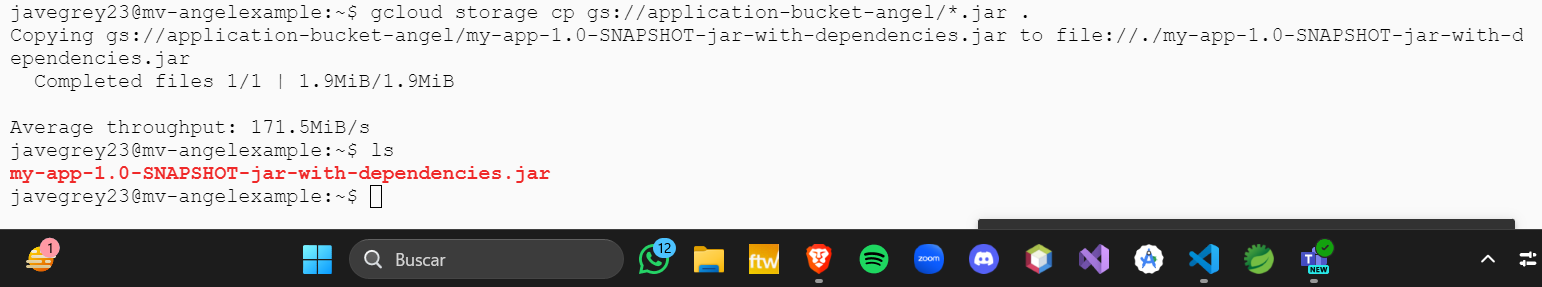 javegrey23@mv-angelexample:~$ gcloud storage cp gs://application-bucket-angel/*.jar .
Copying gs://application-bucket-angel/my-app-1.0-SNAPSHOT-jar-with-dependencies.jar to file://./my-app-1.0-SNAPSHOT-jar-with-d
ependencies.jar
  Completed files 1/1 | 1.9MiB/1.9MiB
Average throughput: 171.5MiB/s
javegrey23@mv-angelexample:~$ ls
my-app-1.0-SNAPSHOT-jar-with-dependencies.jar
javegrey23@mv-angelexample:~$
1
Buscar
12
ftw
zoom
T
NEW